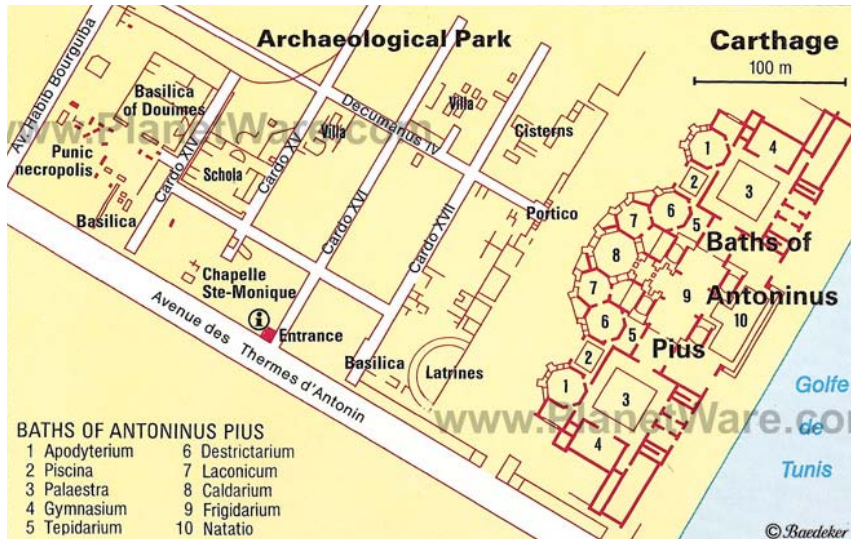 Archaeological Park
Carthage
100 m
Av. Habib Bourguiba
Basilica
of Douimes
Decumanus IV
Villa
Villa
Cisterns
www.PlanetWare.com
Punic
necropolis
Cardo XIV
Schola
Cardo XV
Cardo XVI
Cardo XVII
Portico
Basilica
Chapelle
Ste-Monique
i
Entrance
Avenue des Thermes d'Antonin
Basilica
Latrines
1
4
2
3
6
5
7
8
Baths of
Antoninus
Pius
9
10
7
6
5
2
1
3
4
Golfe
de
Tunis
www.PlanetWare.com
BATHS OF ANTONINUS PIUS
1 Apodyterium
2 Piscina
3 Palaestra
4 Gymnasium
5 Tepidarium
6 Destrictarium
7 Laconicum
8 Caldarium
9 Frigidarium
10 Natatio
© Baedeker